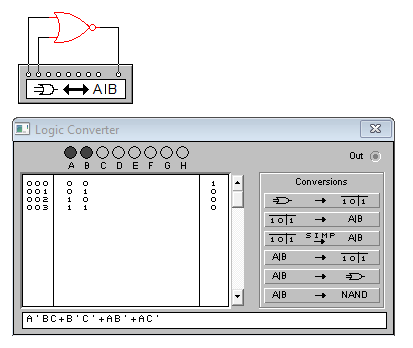 A|B
Logic Converter
Out
A B C D E F G H
000 0 0 1
001 0 1 0
002 1 0 0
003 1 1 0
Conversions
→ 1 0 | 1
1 0 | 1 → A|B
1 0 | 1 SIMP → A|B
A|B → 1 0 | 1
A|B →
A|B → NAND
A'BC+B'C'+AB'+AC'